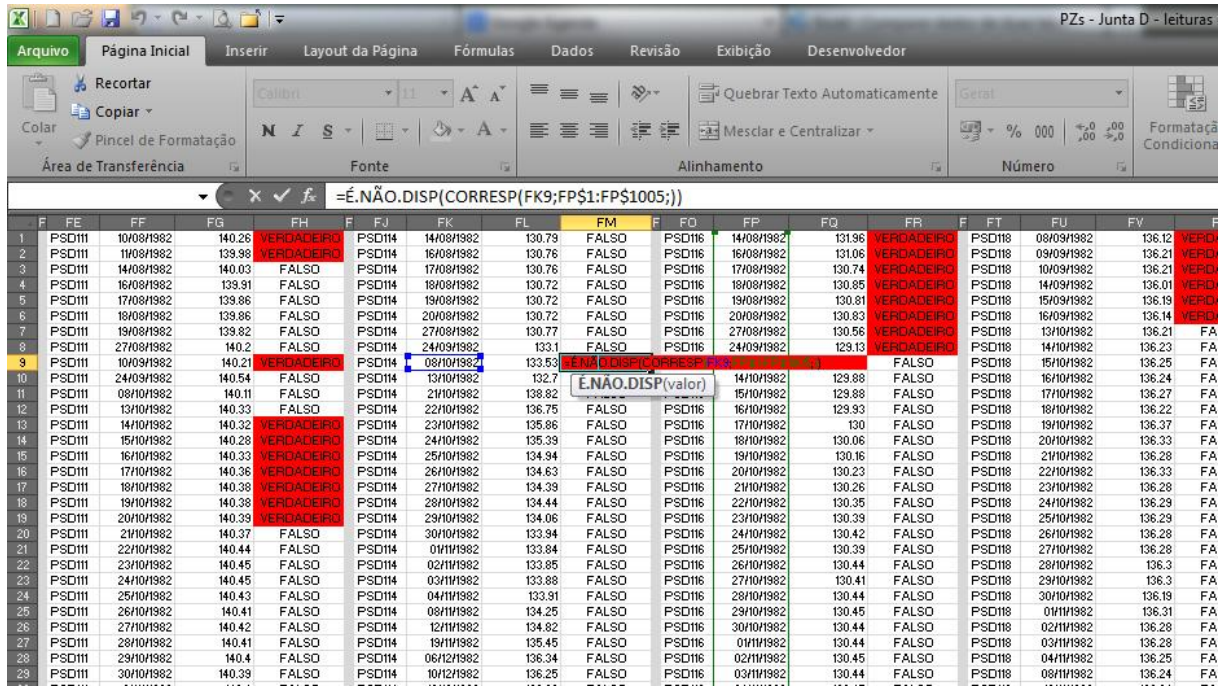 PZs - Junta D - leituras
Arquivo Página Inicial Inserir Layout da Página Fórmulas Dados Revisão Exibição Desenvolvedor
Colar Recortar Calibri 11 A A Quebrar Texto Automaticamente Geral
Copiar
Pincel de Formatação N I S A Mesclar e Centralizar % 000 ,0 ,00 ,00 ,0 Formataçã
Condiciona
Área de Transferência Fonte Alinhamento Número
fx =É.NÃO.DISP(CORRESP(FK9;FP$1:FP$1005;))
F FE FF FG FH F FJ FK FL FM F FO FP FQ FR F FT FU FV F
1 PSD111 10/08/1982 140.26 VERDADEIRO PSD114 14/08/1982 130.79 FALSO PSD116 14/08/1982 131.96 VERDADEIRO PSD118 08/09/1982 136.12 VERD
2 PSD111 11/08/1982 139.98 VERDADEIRO PSD114 16/08/1982 130.76 FALSO PSD116 16/08/1982 131.06 VERDADEIRO PSD118 09/09/1982 136.21 VERD
3 PSD111 14/08/1982 140.03 FALSO PSD114 17/08/1982 130.76 FALSO PSD116 17/08/1982 130.74 VERDADEIRO PSD118 10/09/1982 136.21 VERD
4 PSD111 16/08/1982 139.91 FALSO PSD114 18/08/1982 130.72 FALSO PSD116 18/08/1982 130.85 VERDADEIRO PSD118 14/09/1982 136.01 VERD
5 PSD111 17/08/1982 139.86 FALSO PSD114 19/08/1982 130.72 FALSO PSD116 19/08/1982 130.81 VERDADEIRO PSD118 15/09/1982 136.19 VERD
6 PSD111 18/08/1982 139.86 FALSO PSD114 20/08/1982 130.72 FALSO PSD116 20/08/1982 130.83 VERDADEIRO PSD118 16/09/1982 136.14 VERD
7 PSD111 19/08/1982 139.82 FALSO PSD114 27/08/1982 130.77 FALSO PSD116 27/08/1982 130.56 VERDADEIRO PSD118 13/10/1982 136.21 FA
8 PSD111 27/08/1982 140.2 FALSO PSD114 24/09/1982 133.1 FALSO PSD116 24/09/1982 129.13 VERDADEIRO PSD118 14/10/1982 136.23 FA
9 PSD111 10/09/1982 140.21 VERDADEIRO PSD114 08/10/1982 133.53 =É.NÃO.DISP(CORRESP(FK9; FALSO PSD118 15/10/1982 136.25 FA
10 PSD111 24/09/1982 140.54 FALSO PSD114 13/10/1982 132.7 É.NÃO.DISP(valor) 14/10/1982 129.88 FALSO PSD118 16/10/1982 136.24 FA
11 PSD111 08/10/1982 140.11 FALSO PSD114 21/10/1982 138.82 15/10/1982 129.88 FALSO PSD118 17/10/1982 136.27 FA
12 PSD111 13/10/1982 140.33 FALSO PSD114 22/10/1982 136.75 FALSO PSD116 16/10/1982 129.93 FALSO PSD118 18/10/1982 136.22 FA
13 PSD111 14/10/1982 140.32 VERDADEIRO PSD114 23/10/1982 135.86 FALSO PSD116 17/10/1982 130 FALSO PSD118 19/10/1982 136.37 FA
14 PSD111 15/10/1982 140.28 VERDADEIRO PSD114 24/10/1982 135.39 FALSO PSD116 18/10/1982 130.06 FALSO PSD118 20/10/1982 136.33 FA
15 PSD111 16/10/1982 140.33 VERDADEIRO PSD114 25/10/1982 134.94 FALSO PSD116 19/10/1982 130.16 FALSO PSD118 21/10/1982 136.28 FA
16 PSD111 17/10/1982 140.36 VERDADEIRO PSD114 26/10/1982 134.63 FALSO PSD116 20/10/1982 130.23 FALSO PSD118 22/10/1982 136.33 FA
17 PSD111 18/10/1982 140.38 VERDADEIRO PSD114 27/10/1982 134.39 FALSO PSD116 21/10/1982 130.26 FALSO PSD118 23/10/1982 136.28 FA
18 PSD111 19/10/1982 140.38 VERDADEIRO PSD114 28/10/1982 134.44 FALSO PSD116 22/10/1982 130.35 FALSO PSD118 24/10/1982 136.29 FA
19 PSD111 20/10/1982 140.39 VERDADEIRO PSD114 29/10/1982 134.06 FALSO PSD116 23/10/1982 130.39 FALSO PSD118 25/10/1982 136.29 FA
20 PSD111 21/10/1982 140.37 FALSO PSD114 30/10/1982 133.94 FALSO PSD116 24/10/1982 130.42 FALSO PSD118 26/10/1982 136.28 FA
21 PSD111 22/10/1982 140.44 FALSO PSD114 01/11/1982 133.84 FALSO PSD116 25/10/1982 130.39 FALSO PSD118 27/10/1982 136.28 FA
22 PSD111 23/10/1982 140.45 FALSO PSD114 02/11/1982 133.85 FALSO PSD116 26/10/1982 130.44 FALSO PSD118 28/10/1982 136.3 FA
23 PSD111 24/10/1982 140.45 FALSO PSD114 03/11/1982 133.88 FALSO PSD116 27/10/1982 130.41 FALSO PSD118 29/10/1982 136.3 FA
24 PSD111 25/10/1982 140.43 FALSO PSD114 04/11/1982 133.91 FALSO PSD116 28/10/1982 130.44 FALSO PSD118 30/10/1982 136.19 FA
25 PSD111 26/10/1982 140.41 FALSO PSD114 08/11/1982 134.25 FALSO PSD116 29/10/1982 130.45 FALSO PSD118 01/11/1982 136.31 FA
26 PSD111 27/10/1982 140.42 FALSO PSD114 12/11/1982 134.82 FALSO PSD116 30/10/1982 130.44 FALSO PSD118 02/11/1982 136.28 FA
27 PSD111 28/10/1982 140.41 FALSO PSD114 19/11/1982 135.45 FALSO PSD116 01/11/1982 130.44 FALSO PSD118 03/11/1982 136.28 FA
28 PSD111 29/10/1982 140.4 FALSO PSD114 06/12/1982 136.34 FALSO PSD116 02/11/1982 130.45 FALSO PSD118 04/11/1982 136.25 FA
29 PSD111 30/10/1982 140.39 FALSO PSD114 10/12/1982 136.25 FALSO PSD116 03/11/1982 130.44 FALSO PSD118 08/11/1982 136.24 FA